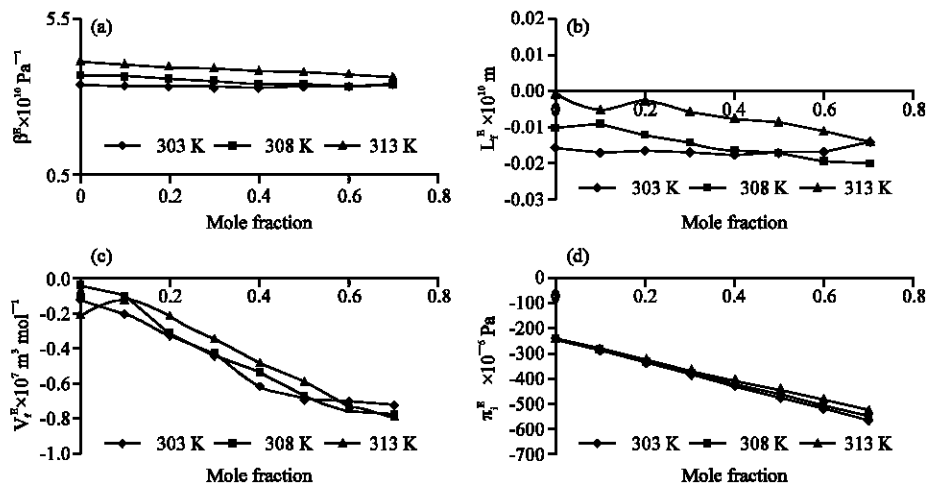 (a)
5.5
0.5
β^E×10^10 Pa^-1
303 K 308 K 313 K
0 0.2 0.4 0.6 0.8
Mole fraction
(b)
0.02
0.01
0.00
-0.01
-0.02
-0.03
L_f^E ×10^10 m
0 0.2 0.4 0.6 0.8
303 K 308 K 313 K
Mole fraction
(c)
0.0
-0.2
-0.4
-0.6
-0.8
-1.0
V_f^E×10^7 m^3 mol^-1
0 0.2 0.4 0.6 0.8
303 K 308 K 313 K
Mole fraction
(d)
0
-100
-200
-300
-400
-500
-600
-700
π_i^E ×10^-6 Pa
0 0.2 0.4 0.6 0.8
303 K 308 K 313 K
Mole fraction